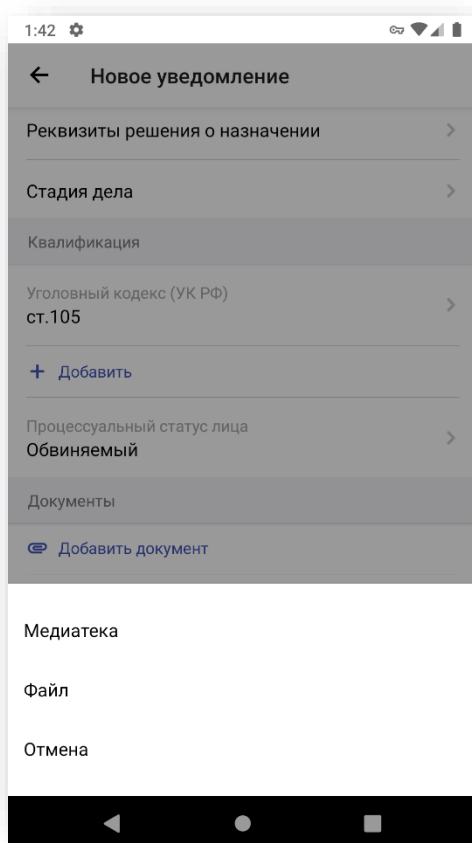 1:42
Новое уведомление
Реквизиты решения о назначении
Стадия дела
Квалификация
Уголовный кодекс (УК РФ)
ст.105
+ Добавить
Процессуальный статус лица
Обвиняемый
Документы
Добавить документ
Медиатека
Файл
Отмена